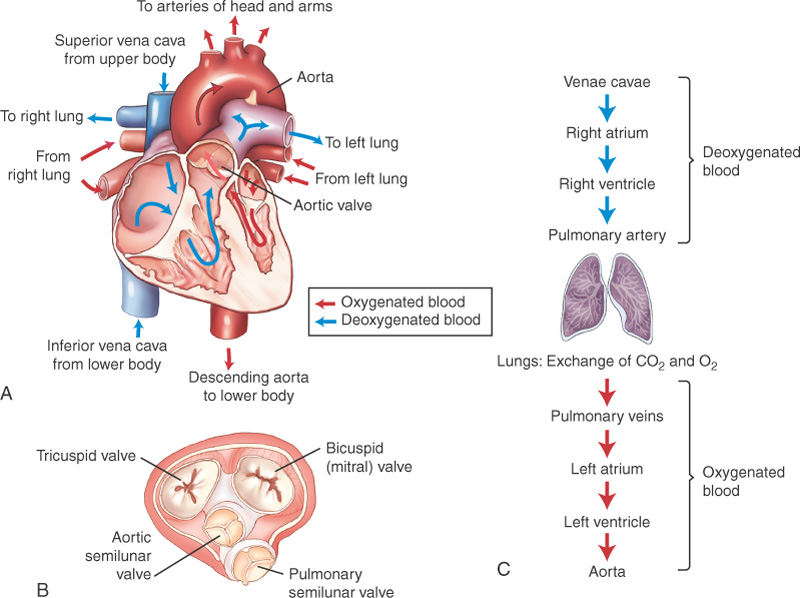 To arteries of head and arms
A
Superior vena cava
from upper body
Aorta
To right lung
To left lung
From
right lung
From left lung
Aortic valve
Oxygenated blood
Deoxygenated blood
Inferior vena cava
from lower body
Descending aorta
to lower body
Tricuspid valve
Bicuspid
(mitral) valve
Aortic
semilunar
valve
Pulmonary
semilunar valve
B
Venae cavae
Right atrium
Right ventricle
Pulmonary artery
Deoxygenated
blood
Lungs: Exchange of CO₂ and O₂
Pulmonary veins
Left atrium
Left ventricle
Aorta
Oxygenated
blood
C